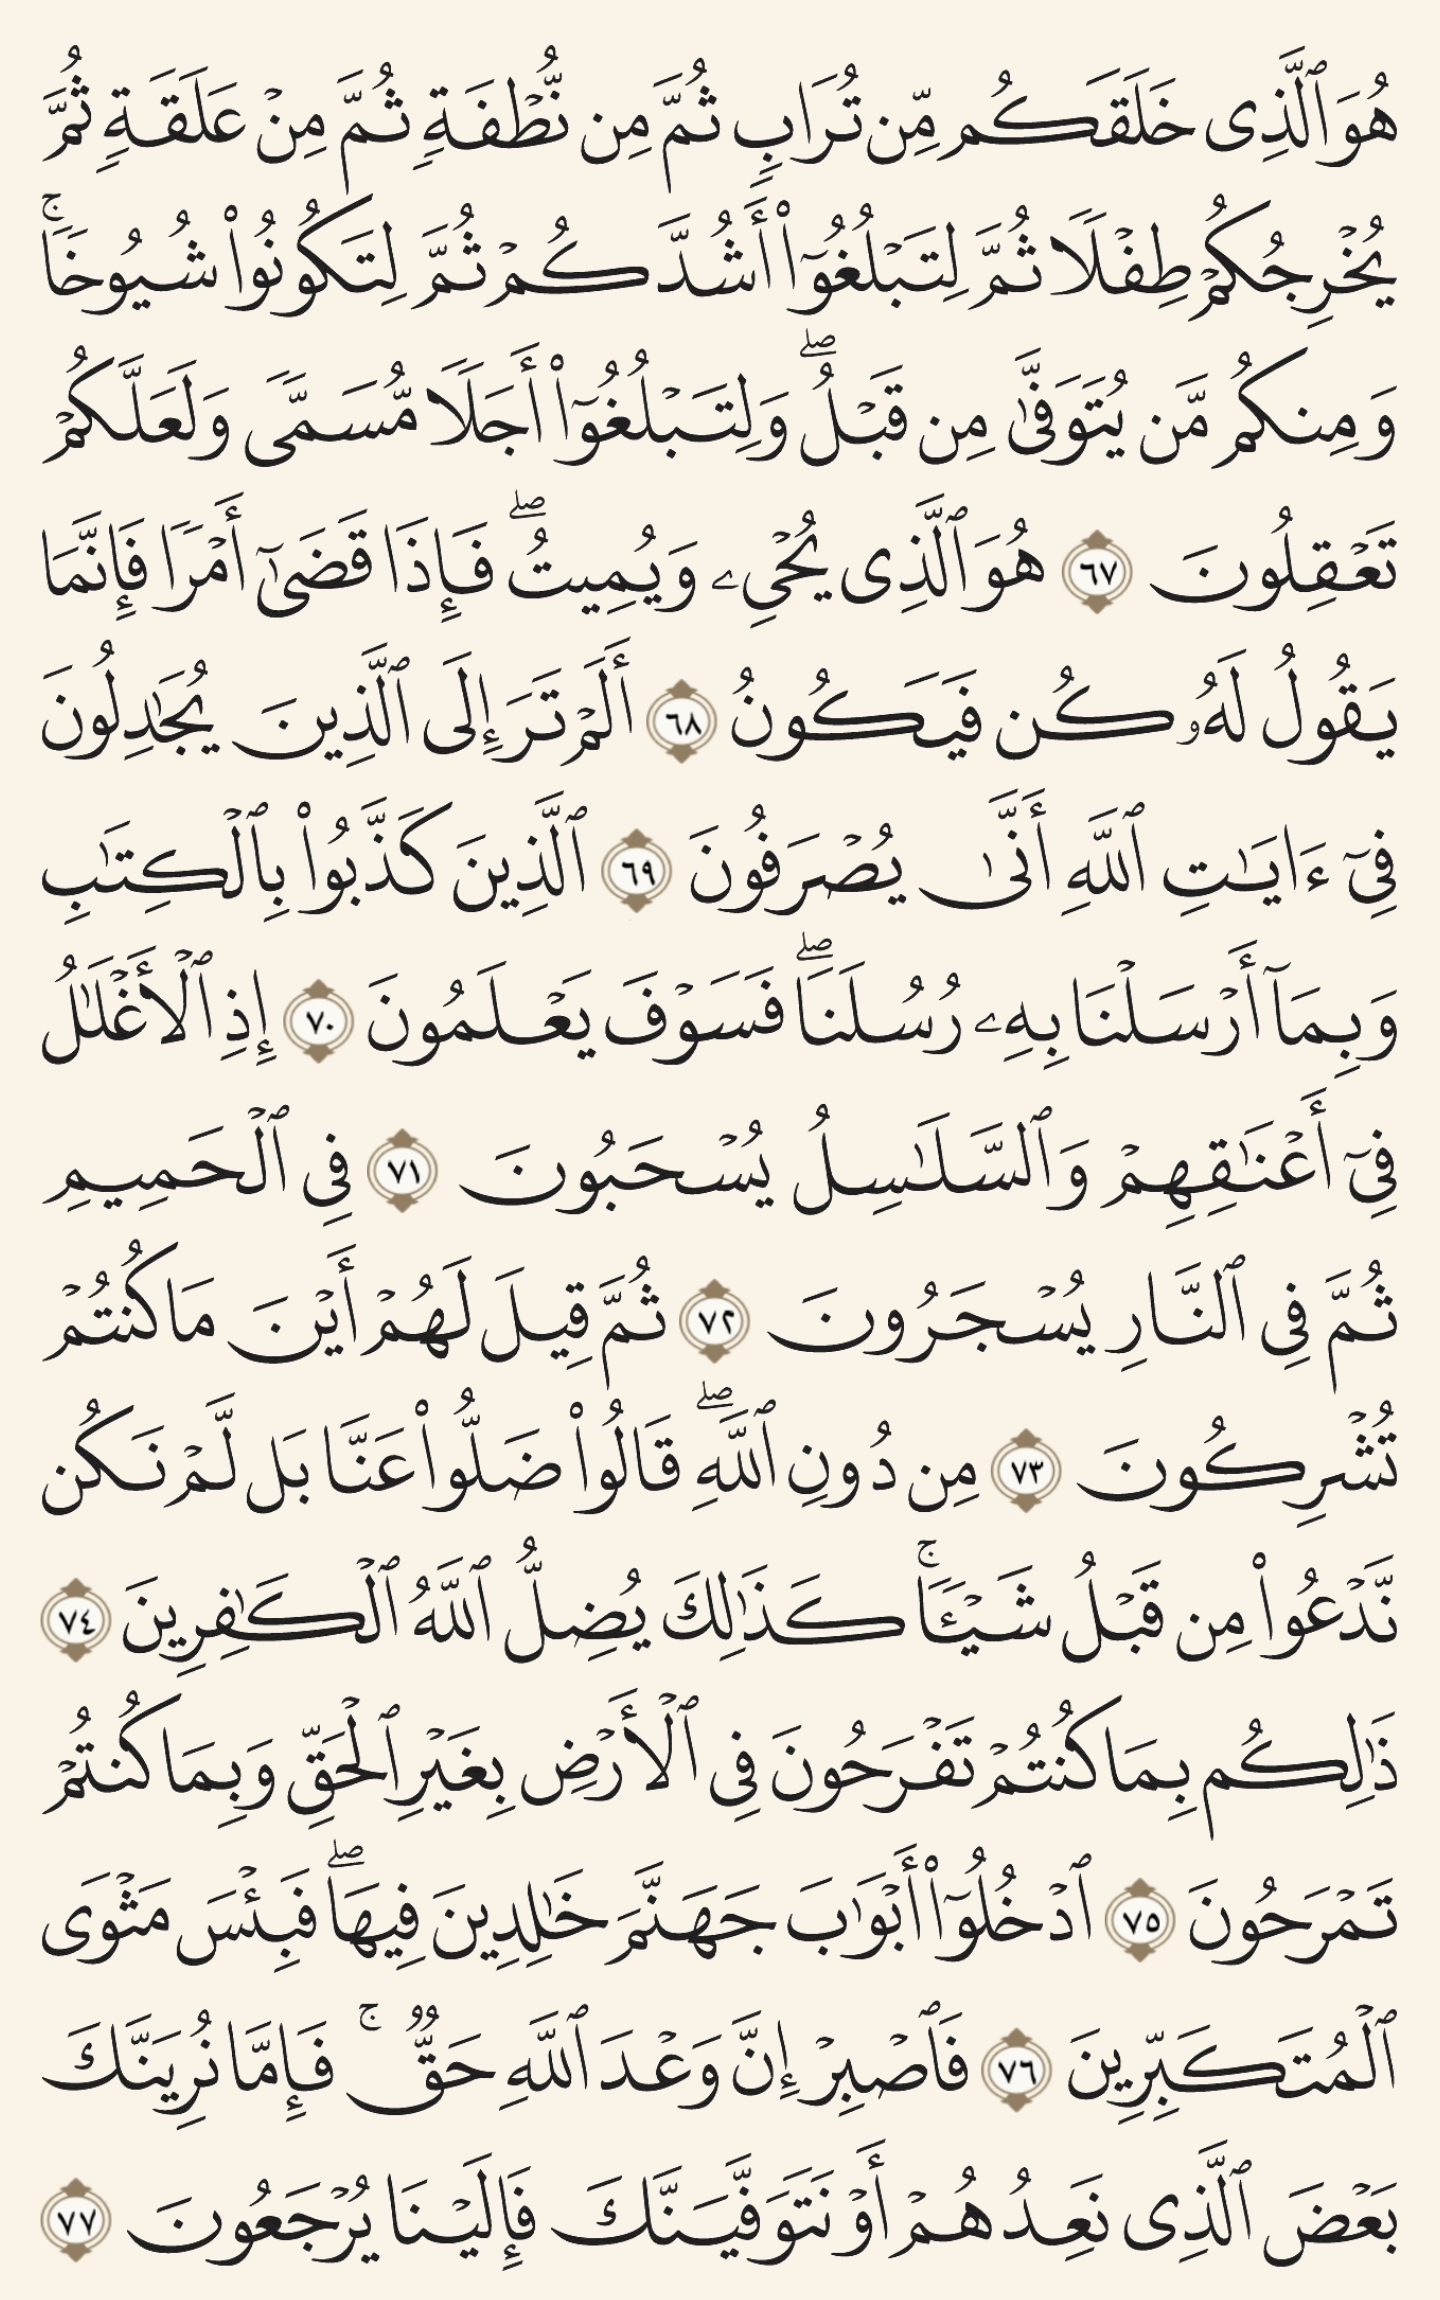 هُوَ ٱلَّذِى خَلَقَكُم مِّن تُرَابٍ ثُمَّ مِن نُّطْفَةٍ ثُمَّ مِنْ عَلَقَةٍ ثُمَّ
يُخْرِجُكُمْ طِفْلًا ثُمَّ لِتَبْلُغُوٓا۟ أَشُدَّكُمْ ثُمَّ لِتَكُونُوا۟ شُيُوخًا ۚ
وَمِنكُم مَّن يُتَوَفَّىٰ مِن قَبْلُ ۖ وَلِتَبْلُغُوٓا۟ أَجَلًا مُّسَمًّى وَلَعَلَّكُمْ
تَعْقِلُونَ ٦٧ هُوَ ٱلَّذِى يُحْىِۦ وَيُمِيتُ ۖ فَإِذَا قَضَىٰٓ أَمْرًا فَإِنَّمَا
يَقُولُ لَهُۥ كُن فَيَكُونُ ٦٨ أَلَمْ تَرَ إِلَى ٱلَّذِينَ يُجَٰدِلُونَ
فِىٓ ءَايَٰتِ ٱللَّهِ أَنَّىٰ يُصْرَفُونَ ٦٩ ٱلَّذِينَ كَذَّبُوا۟ بِٱلْكِتَٰبِ
وَبِمَآ أَرْسَلْنَا بِهِۦ رُسُلَنَا ۖ فَسَوْفَ يَعْلَمُونَ ٧٠ إِذِ ٱلْأَغْلَٰلُ
فِىٓ أَعْنَٰقِهِمْ وَٱلسَّلَٰسِلُ يُسْحَبُونَ ٧١ فِى ٱلْحَمِيمِ
ثُمَّ فِى ٱلنَّارِ يُسْجَرُونَ ٧٢ ثُمَّ قِيلَ لَهُمْ أَيْنَ مَا كُنتُمْ
تُشْرِكُونَ ٧٣ مِن دُونِ ٱللَّهِ ۖ قَالُوا۟ ضَلُّوا۟ عَنَّا بَل لَّمْ نَكُن
نَّدْعُوا۟ مِن قَبْلُ شَيْـًٔا ۚ كَذَٰلِكَ يُضِلُّ ٱللَّهُ ٱلْكَٰفِرِينَ ٧٤
ذَٰلِكُم بِمَا كُنتُمْ تَفْرَحُونَ فِى ٱلْأَرْضِ بِغَيْرِ ٱلْحَقِّ وَبِمَا كُنتُمْ
تَمْرَحُونَ ٧٥ ٱدْخُلُوٓا۟ أَبْوَٰبَ جَهَنَّمَ خَٰلِدِينَ فِيهَا ۖ فَبِئْسَ مَثْوَى
ٱلْمُتَكَبِّرِينَ ٧٦ فَٱصْبِرْ إِنَّ وَعْدَ ٱللَّهِ حَقٌّ ۚ فَإِمَّا نُرِيَنَّكَ
بَعْضَ ٱلَّذِى نَعِدُهُمْ أَوْ نَتَوَفَّيَنَّكَ فَإِلَيْنَا يُرْجَعُونَ ٧٧